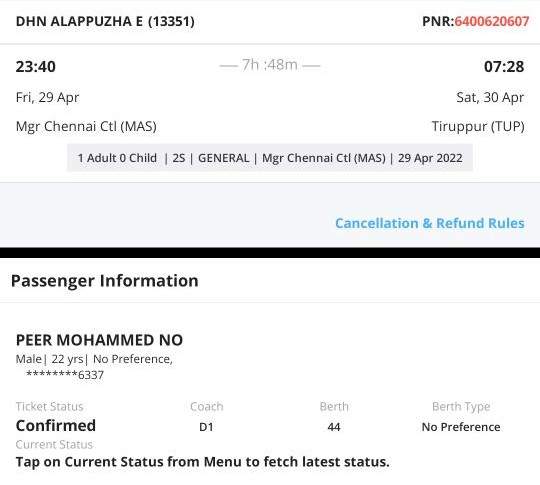 DHN ALAPPUZHA E (13351) PNR:6400620607
23:40 7h :48m 07:28
Fri, 29 Apr Sat, 30 Apr
Mgr Chennai Ctl (MAS) Tiruppur (TUP)
1 Adult 0 Child | 2S | GENERAL | Mgr Chennai Ctl (MAS) | 29 Apr 2022
Cancellation & Refund Rules
Passenger Information
PEER MOHAMMED NO
Male| 22 yrs| No Preference,
********6337
Ticket Status Coach Berth Berth Type
Confirmed D1 44 No Preference
Current Status
Tap on Current Status from Menu to fetch latest status.